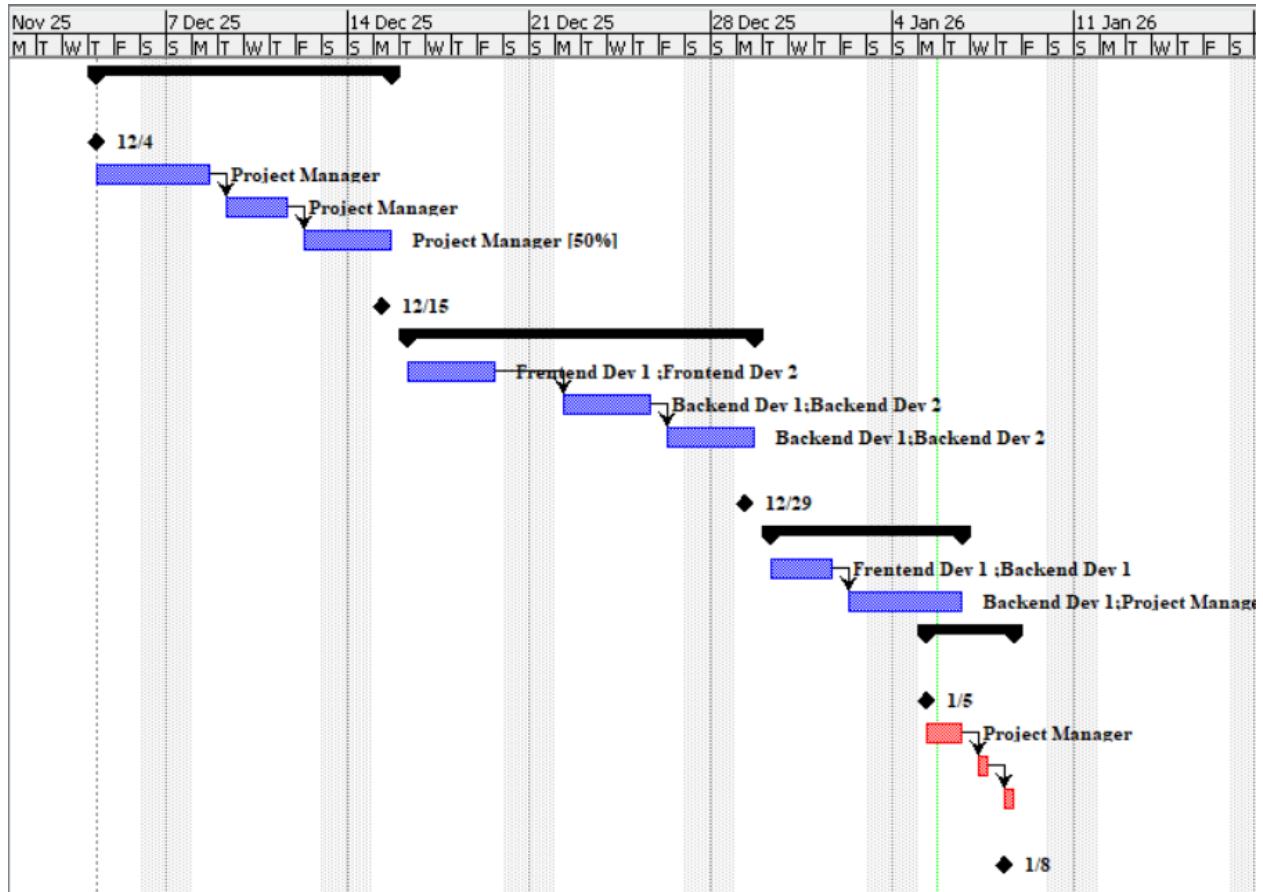 Nov 25 7 Dec 25 14 Dec 25 21 Dec 25 28 Dec 25 4 Jan 26 11 Jan 26
M T W T F S S M T W T F S S M T W T F S S M T W T F S S M T W T F S S M T W T F S S M T W T F S
12/4
Project Manager
Project Manager
Project Manager [50%]
12/15
Frentend Dev 1 ;Frontend Dev 2
Backend Dev 1;Backend Dev 2
Backend Dev 1;Backend Dev 2
12/29
Frentend Dev 1 ;Backend Dev 1
Backend Dev 1;Project Manage
1/5
Project Manager
1/8